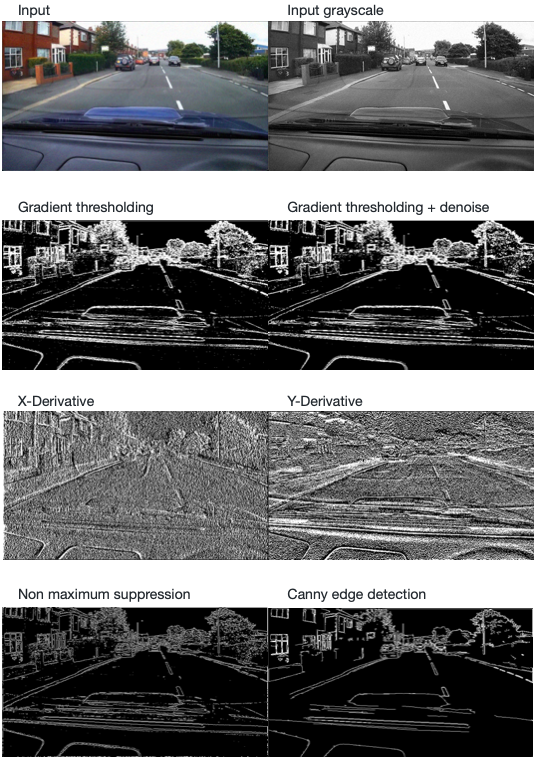 Input
Input grayscale
Gradient thresholding
Gradient thresholding + denoise
X-Derivative
Y-Derivative
Non maximum suppression
Canny edge detection